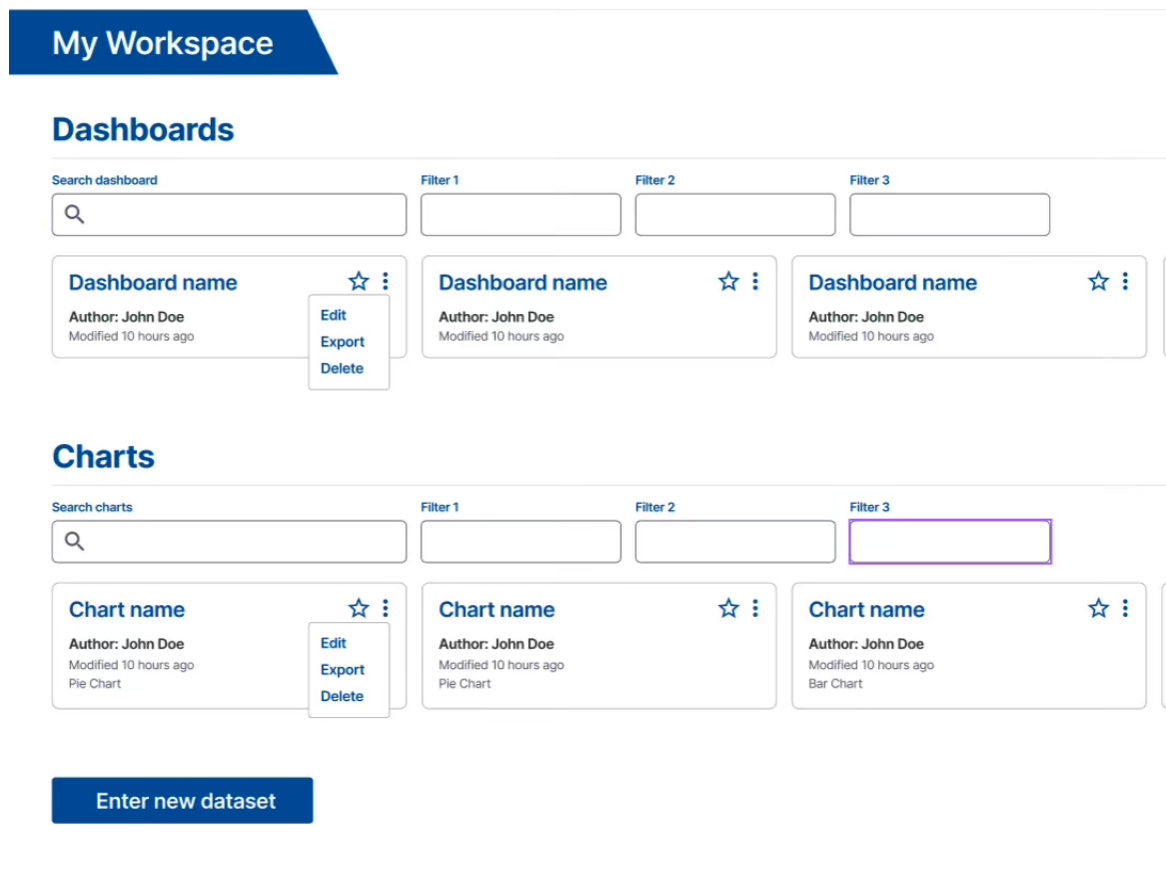 My Workspace
Dashboards
Search dashboard
Filter 1
Filter 2
Filter 3
Dashboard name
Author: John Doe
Modified 10 hours ago
Edit
Export
Delete
Dashboard name
Author: John Doe
Modified 10 hours ago
Dashboard name
Author: John Doe
Modified 10 hours ago
Charts
Search charts
Filter 1
Filter 2
Filter 3
Chart name
Author: John Doe
Modified 10 hours ago
Pie Chart
Edit
Export
Delete
Chart name
Author: John Doe
Modified 10 hours ago
Pie Chart
Chart name
Author: John Doe
Modified 10 hours ago
Bar Chart
Enter new dataset